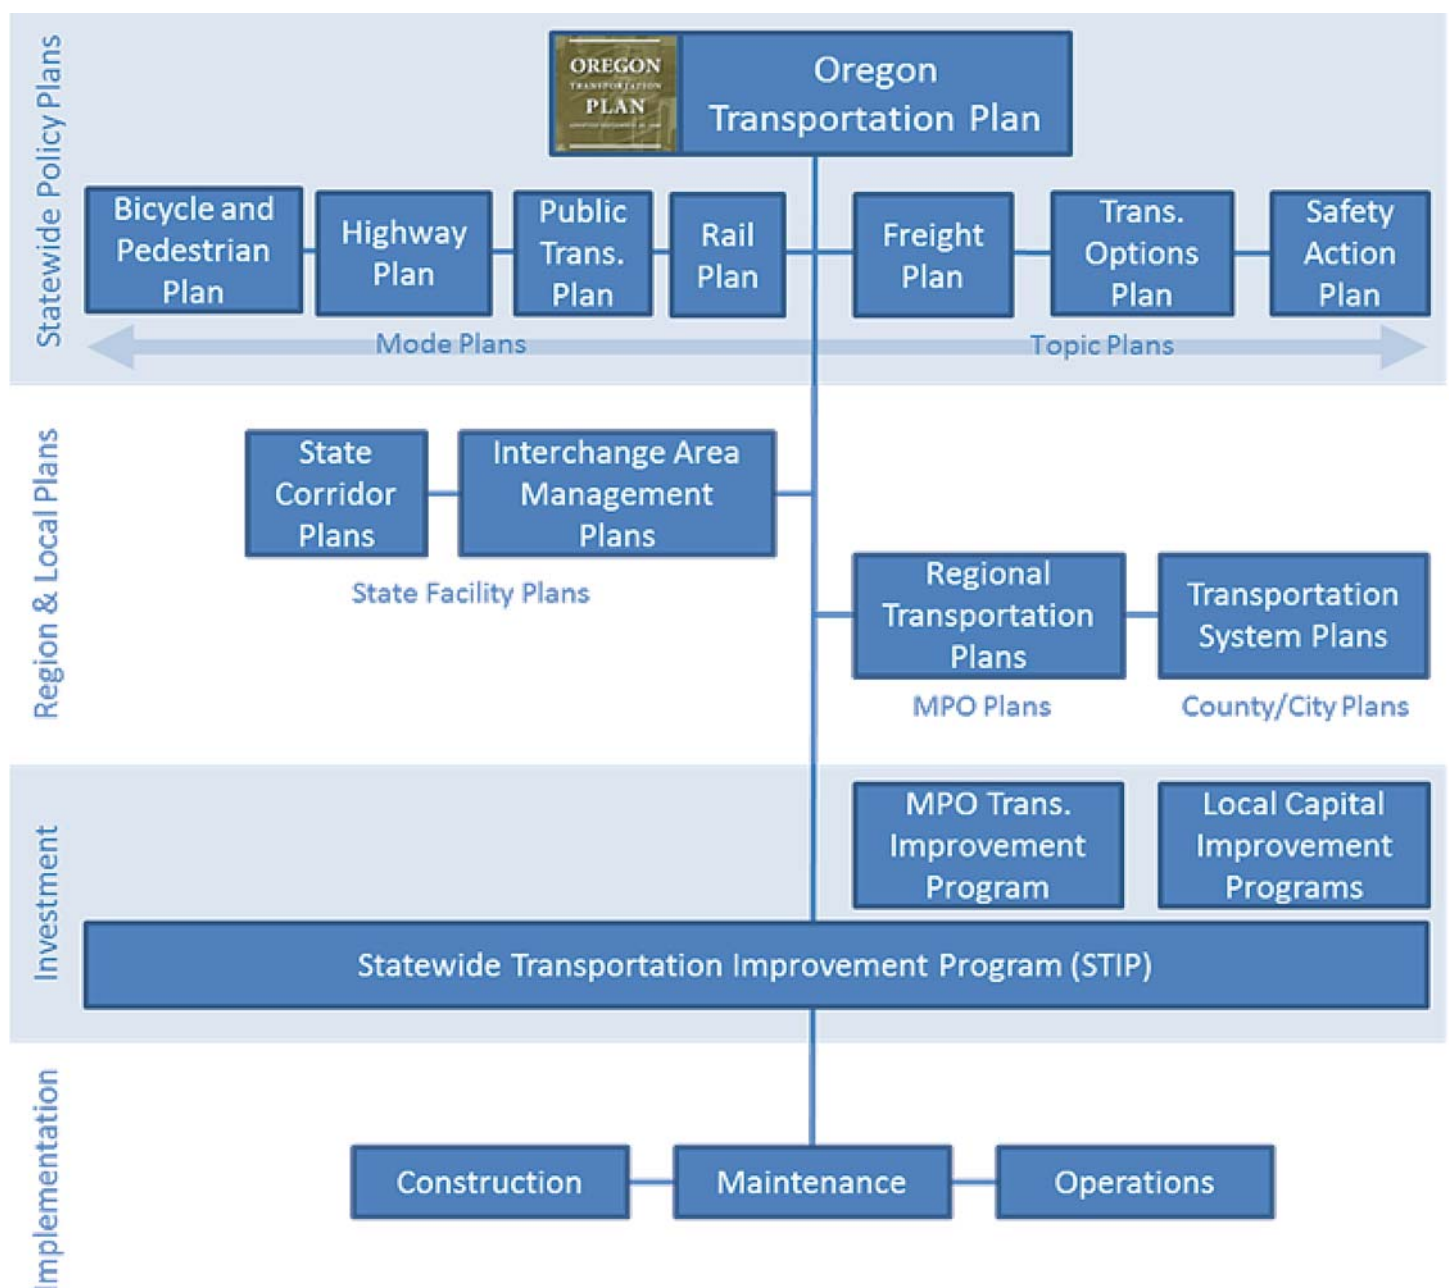 Statewide Policy Plans
OREGON
TRANSPORTATION
PLAN
Oregon
Transportation Plan
Bicycle and
Pedestrian
Plan
Highway
Plan
Public
Trans.
Plan
Rail
Plan
Freight
Plan
Trans.
Options
Plan
Safety
Action
Plan
Mode Plans
Topic Plans
Region & Local Plans
State
Corridor
Plans
Interchange Area
Management
Plans
State Facility Plans
Regional
Transportation
Plans
Transportation
System Plans
MPO Plans
County/City Plans
Investment
MPO Trans.
Improvement
Program
Local Capital
Improvement
Programs
Statewide Transportation Improvement Program (STIP)
Implementation
Construction
Maintenance
Operations